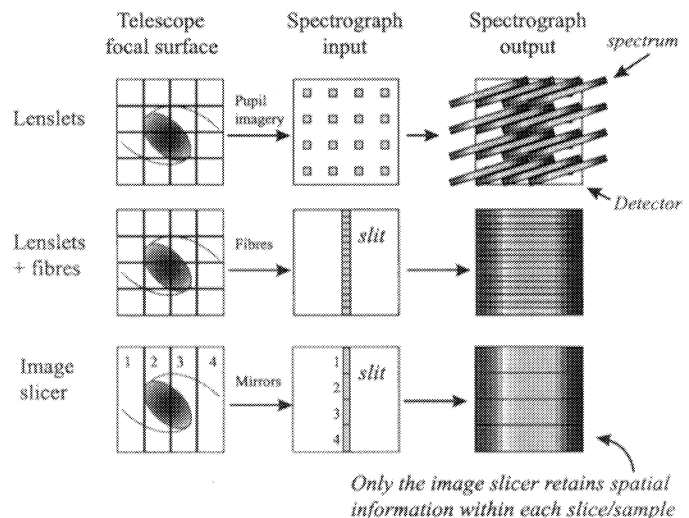 Telescope
focal surface
Spectrograph
input
Spectrograph
output
spectrum
Lenslets
Pupil
imagery
Detector
Lenslets
+ fibres
Fibres
slit
Image
slicer
1 2 3 4
Mirrors
1
2
3
4
slit
Only the image slicer retains spatial
information within each slice/sample